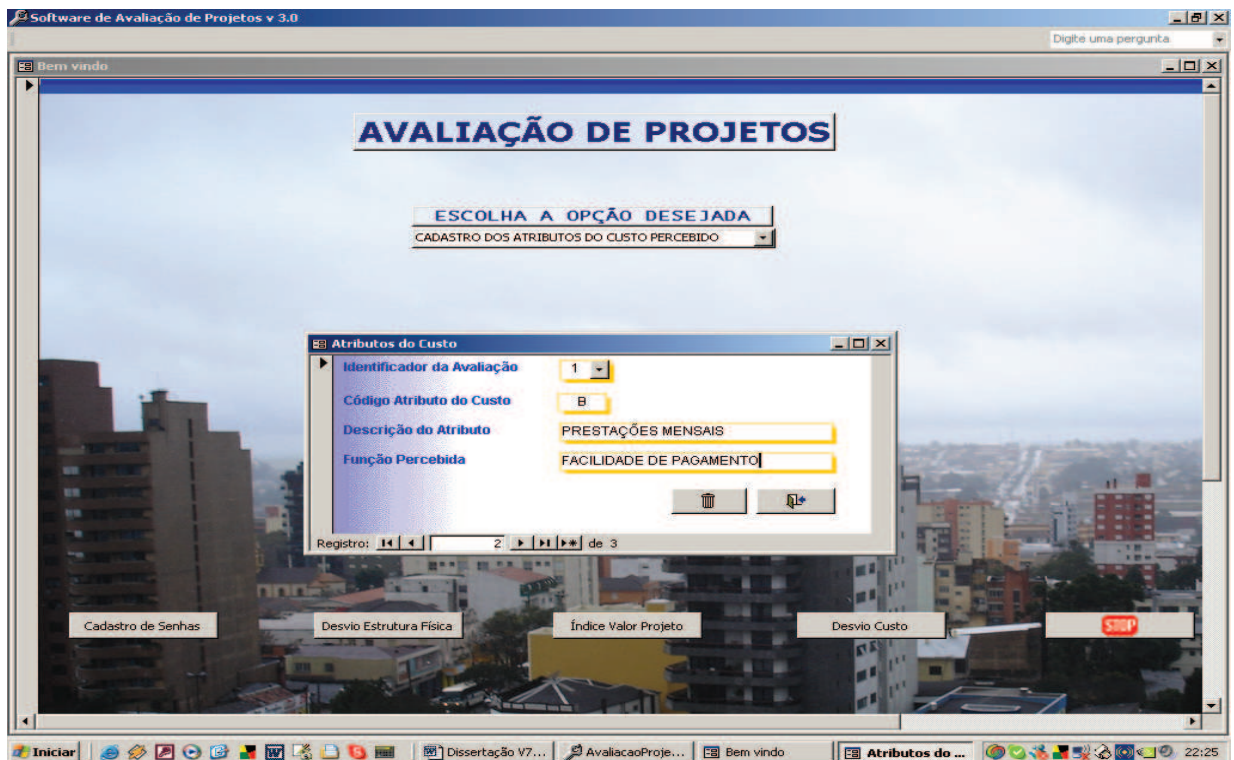 Software de Avaliação de Projetos v 3.0
Digite uma pergunta
Bem vindo
AVALIAÇÃO DE PROJETOS
ESCOLHA A OPÇÃO DESEJADA
CADASTRO DOS ATRIBUTOS DO CUSTO PERCEBIDO
Atributos do Custo
Identificador da Avaliação 1
Código Atributo do Custo B
Descrição do Atributo PRESTAÇÕES MENSAIS
Função Percebida FACILIDADE DE PAGAMENTO
Registro: 2 de 3
Cadastro de Senhas Desvio Estrutura Física Índice Valor Projeto Desvio Custo STOP
Iniciar Dissertação V7... AvaliacaoProje... Bem vindo Atributos do ... 22:25